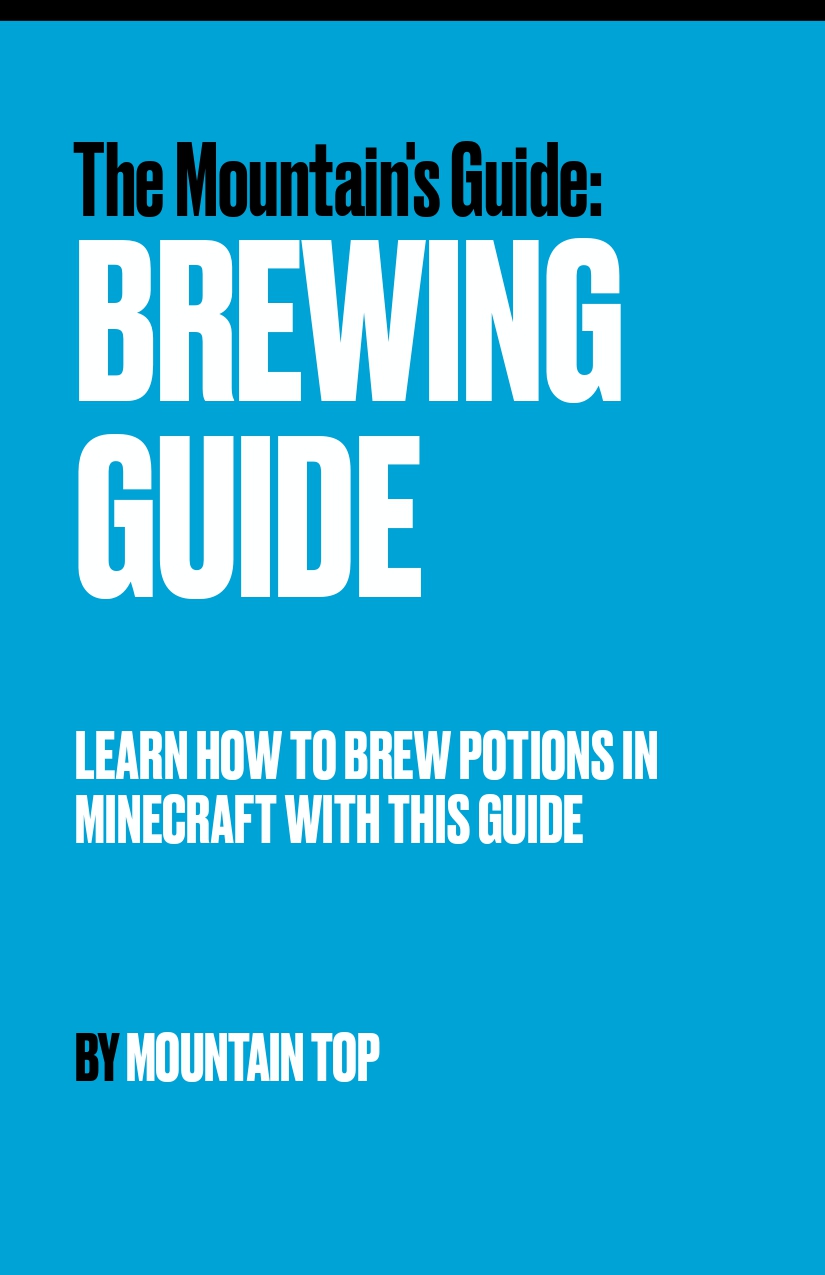 The Mountain's Guide:
BREWING
GUIDE
LEARN HOW TO BREW POTIONS IN
MINECRAFT WITH THIS GUIDE
BY MOUNTAIN TOP